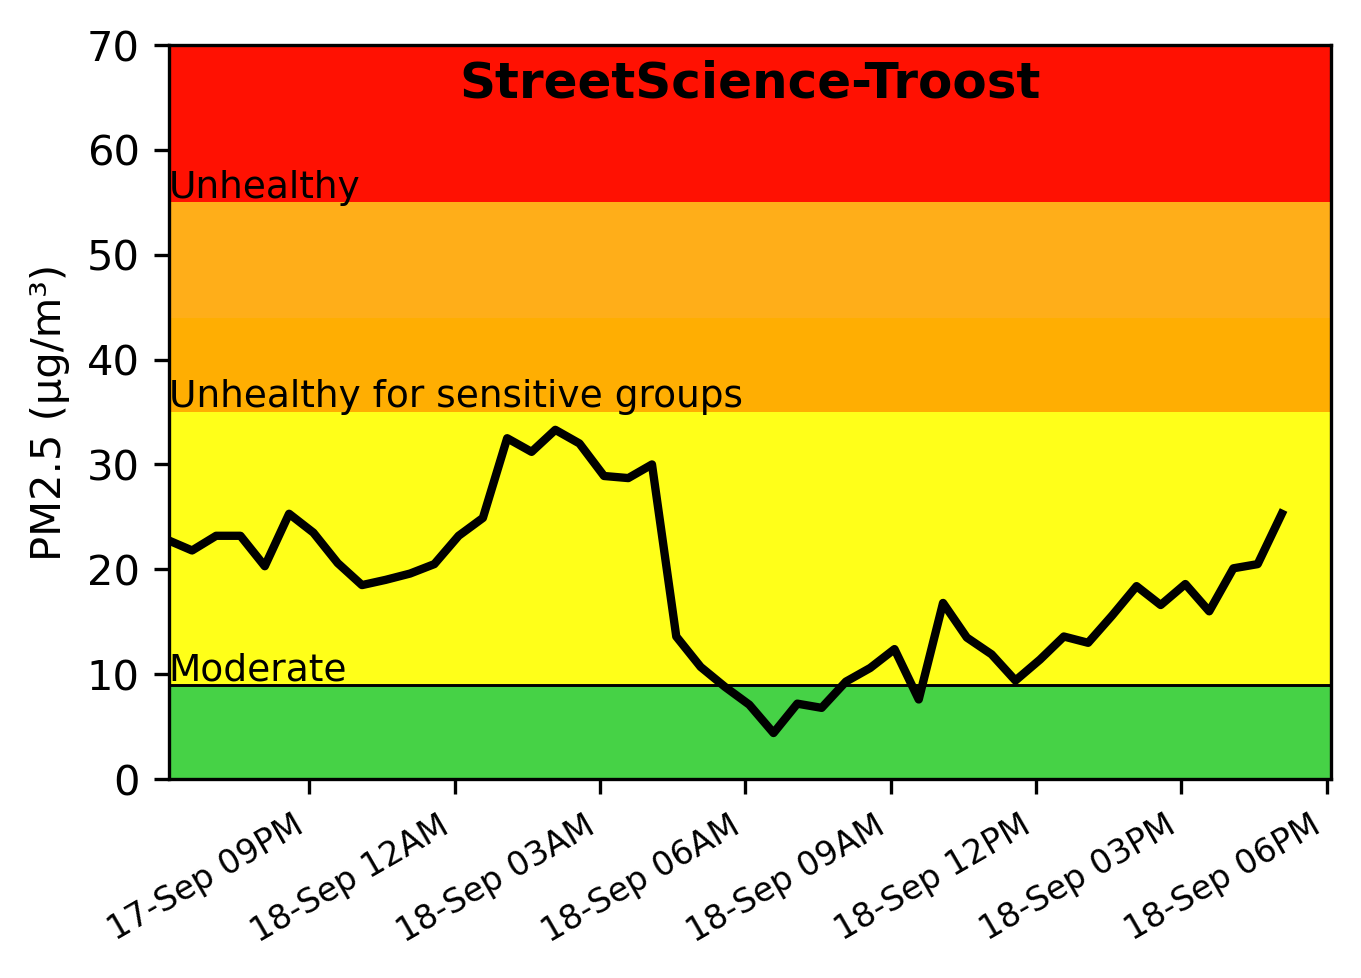 StreetScience-Troost
70
60
50
40
30
20
10
0
PM2.5 (µg/m³)
Unhealthy
Unhealthy for sensitive groups
Moderate
17-Sep 09PM
18-Sep 12AM
18-Sep 03AM
18-Sep 06AM
18-Sep 09AM
18-Sep 12PM
18-Sep 03PM
18-Sep 06PM